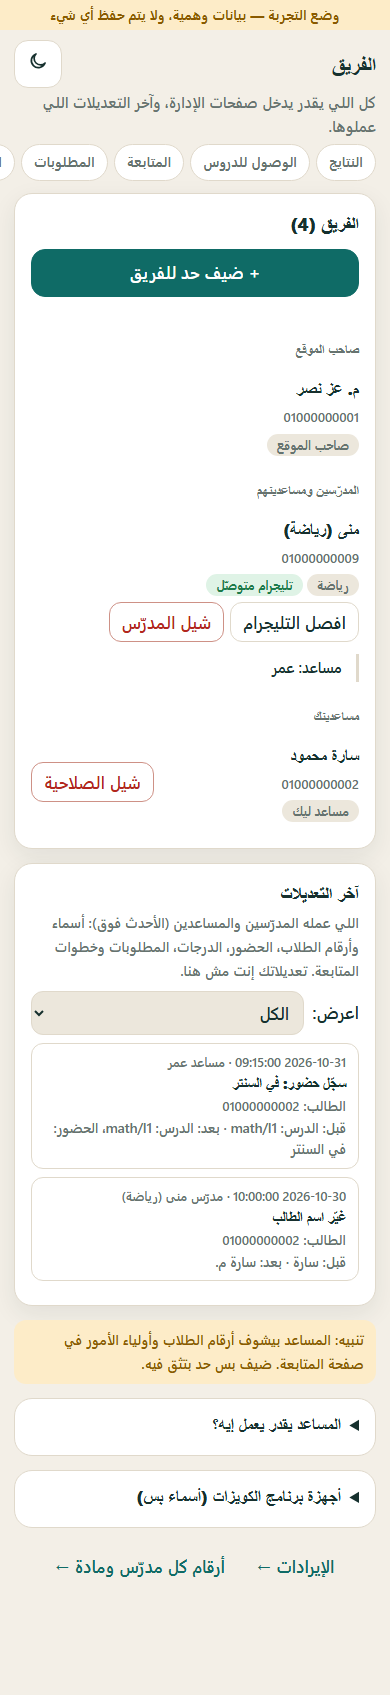 وضع التجربة — بيانات وهمية، ولا يتم حفظ أي شيء
الفريق
كل اللي يقدر يدخل صفحات الإدارة، وآخر التعديلات اللي
عملوها.
النتايج
الوصول للدروس
المتابعة
المطلوبات
الفريق (4)
+ ضيف حد للفريق
صاحب الموقع
م. عز نصر
01000000001
صاحب الموقع
المدرّسين ومساعدينهم
منى (رياضة)
01000000009
رياضة
تليجرام متوصّل
افصل التليجرام
شيل المدرّس
مساعد: عمر
مساعدينك
سارة محمود
01000000002
مساعد ليك
شيل الصلاحية
آخر التعديلات
اللي عمله المدرّسين والمساعدين (الأحدث فوق): أسماء
وأرقام الطلاب، الحضور، الدرجات، المطلوبات وخطوات
المتابعة. تعديلاتك إنت مش هنا.
اعرض:
الكل
2026-10-31 09:15:00 · مساعد عمر
سجّل حضور: في السنتر
الطالب: 01000000002
قبل: الدرس: math/l1 · بعد: الدرس: math/l1، الحضور:
في السنتر
2026-10-30 10:00:00 · مدرّس منى (رياضة)
غيّر اسم الطالب
الطالب: 01000000002
قبل: سارة · بعد: سارة م.
تنبيه: المساعد بيشوف أرقام الطلاب وأولياء الأمور في
صفحة المتابعة. ضيف بس حد بتثق فيه.
المساعد يقدر يعمل إيه؟
أجهزة برنامج الكويزات (أسماء بس)
الإيرادات ←
أرقام كل مدرّس ومادة ←